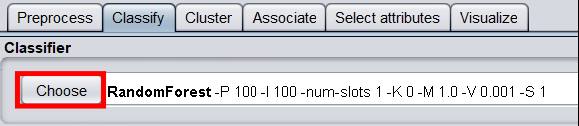 Preprocess Classify Cluster Associate Select attributes Visualize
Classifier
Choose RandomForest -P 100 -I 100 -num-slots 1 -K 0 -M 1.0 -V 0.001 -S 1